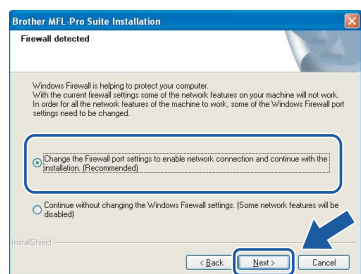 Brother MFL-Pro Suite Installation
Firewall detected
Windows Firewall is helping to protect your computer.
With the current firewall settings some of the network features on your machine will not work.
In order for all the network features of the machine to work, some of the Windows Firewall port
settings need to be changed.
Change the Firewall port settings to enable network connection and continue with the
installation. (Recommended)
Continue without changing the Windows Firewall settings. (Some network features will be
disabled)
InstallShield
< Back
Next >
Cancel